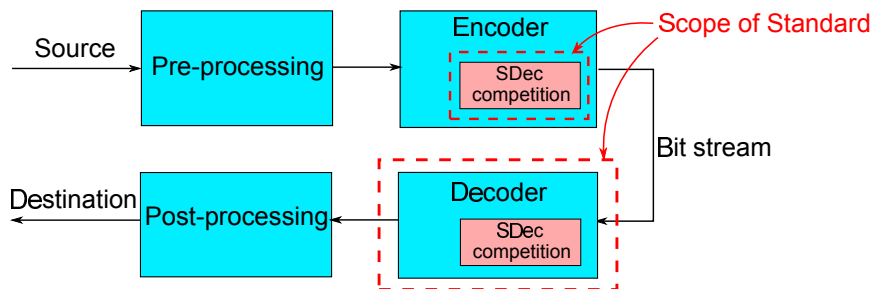 Source
Pre-processing
Encoder
SDec
competition
Scope of Standard
Bit stream
Destination
Post-processing
Decoder
SDec
competition